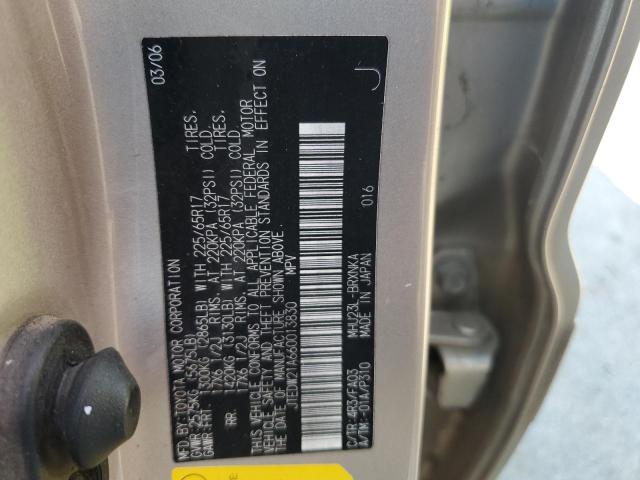 MFD.BY:TOYOTA MOTOR CORPORATION 03/06
GVWR 2575KG (5675LB)
GAWR FRT 1300KG (2865LB) WITH 225/65R17 TIRES.
17X6 1/2J RIMS. AT 220KPA (32PSI) COLD.
RR. 1420KG (3130LB) WITH 225/65R17 TIRES.
17X6 1/2J RIMS. AT 220KPA (32PSI) COLD.
THIS VEHICLE CONFORMS TO ALL APPLICABLE FEDERAL MOTOR
VEHICLE SAFETY AND THEFT PREVENTION STANDARDS IN EFFECT ON
THE DATE OF MANUFACTURE SHOWN ABOVE.
JTEDW21A660013530 MPV
016
C/TR:4R3/FA03 MHU23L-BRXNKA
A/TM:-01A/P310 MADE IN JAPAN J